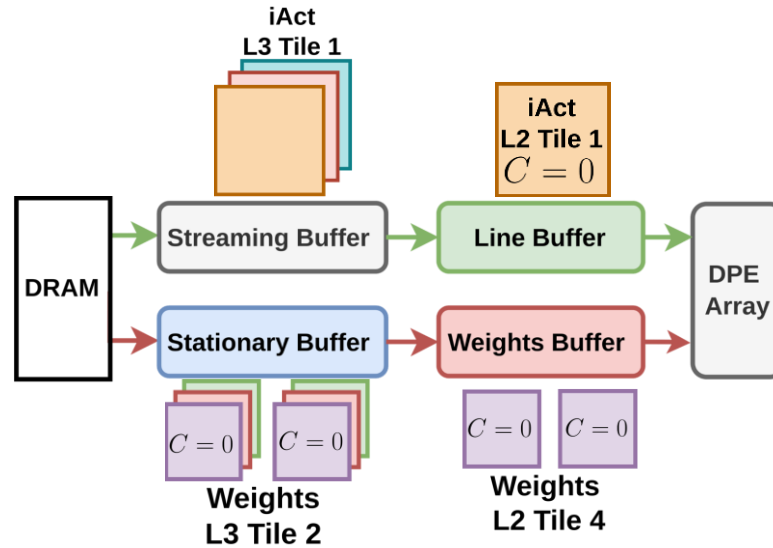 iAct
L3 Tile 1
iAct
L2 Tile 1
C = 0
Streaming Buffer
Line Buffer
DRAM
DPE
Array
Stationary Buffer
Weights Buffer
C = 0
C = 0
C = 0
C = 0
Weights
L3 Tile 2
Weights
L2 Tile 4